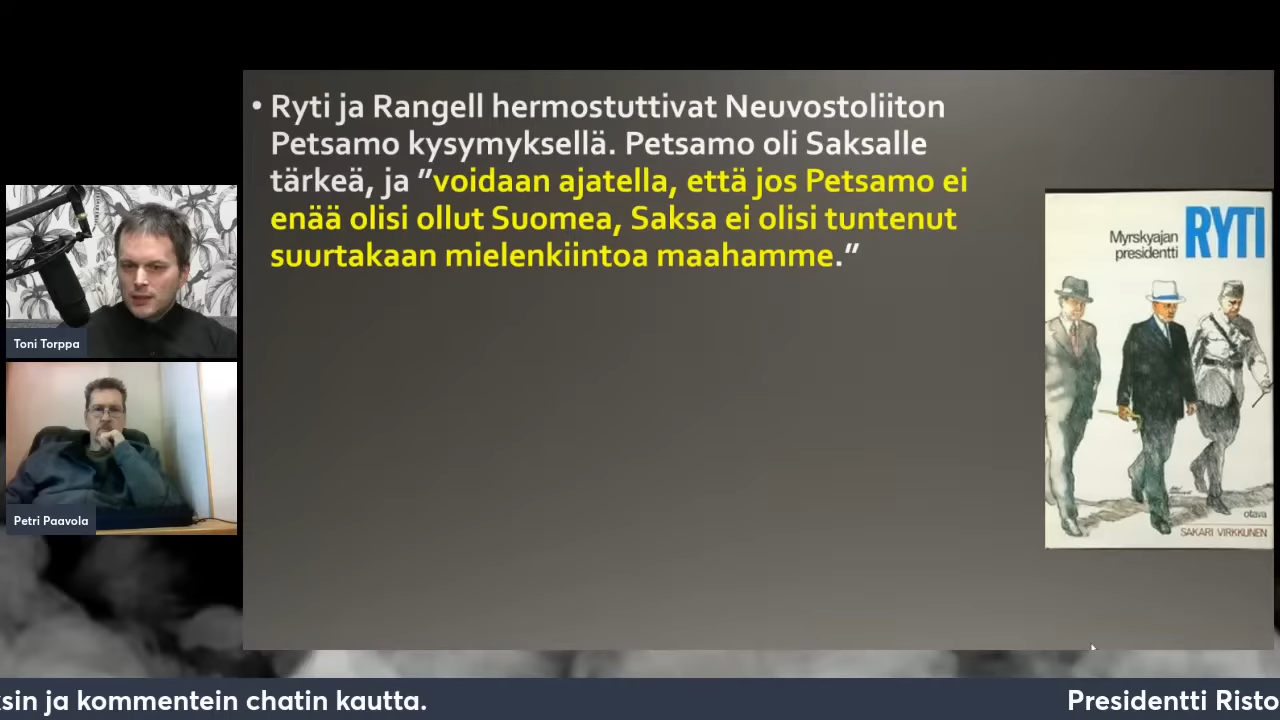 • Ryti ja Rangell hermostuttivat Neuvostoliiton
Petsamo kysymyksellä. Petsamo oli Saksalle
tärkeä, ja ”voidaan ajatella, että jos Petsamo ei
enää olisi ollut Suomea, Saksa ei olisi tuntenut
suurtakaan mielenkiintoa maahamme.”
Myrskyajan
presidentti
RYTI
otava
SAKARI VIRKKUNEN
Toni Torppa
Petri Paavola
ksin ja kommentein chatin kautta.
Presidentti Risto